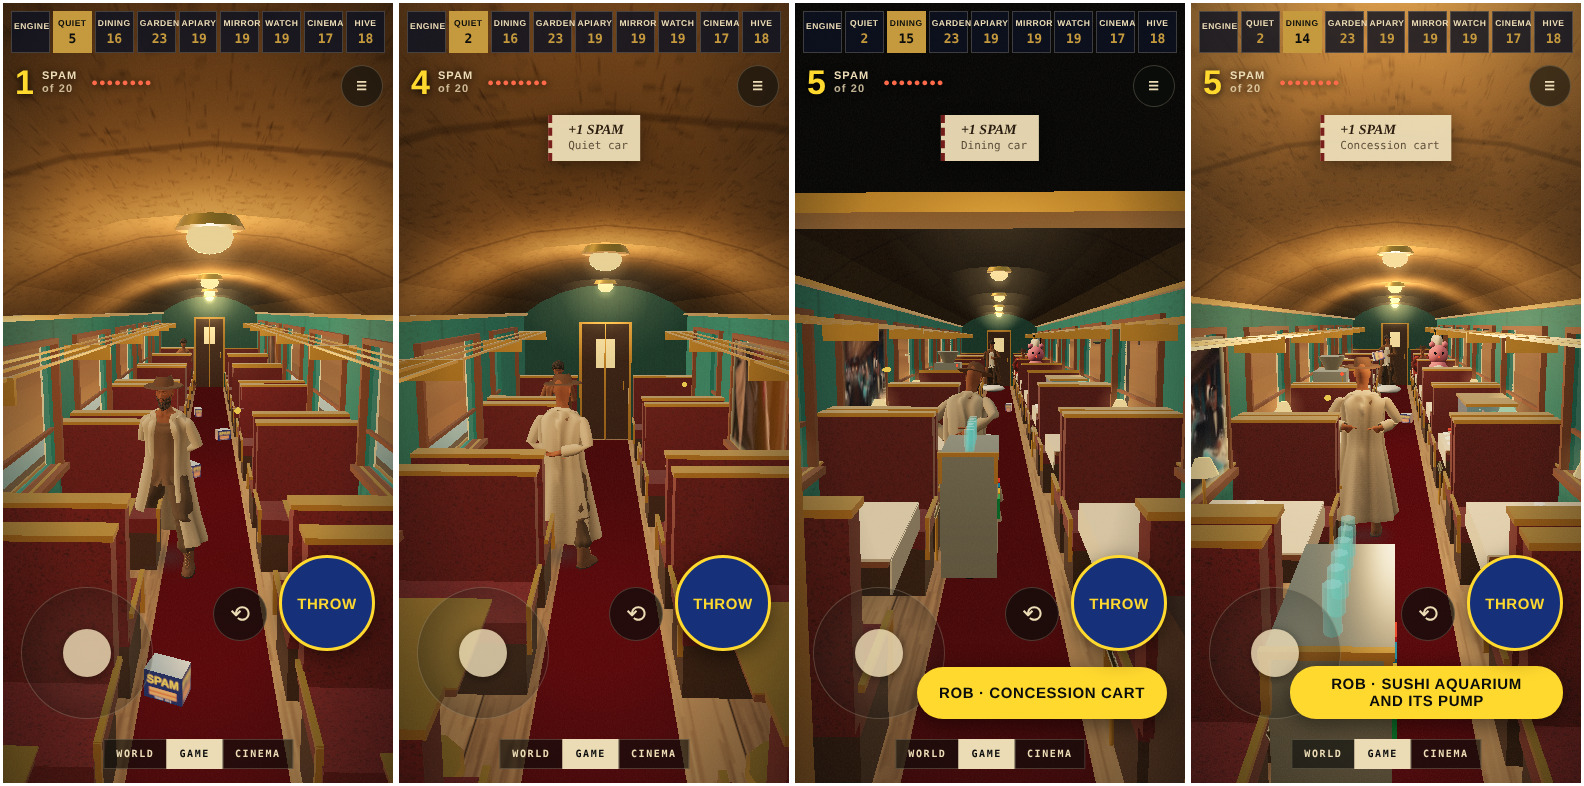 ENGINE QUIET DINING GARDEN APIARY MIRROR WATCH CINEMA HIVE
5 16 23 19 19 19 17 18
1 SPAM
of 20
≡
THROW
⟲
SPAM
WORLD GAME CINEMA
ENGINE QUIET DINING GARDEN APIARY MIRROR WATCH CINEMA HIVE
2 16 23 19 19 19 17 18
4 SPAM
of 20
≡
+1 SPAM
Quiet car
THROW
⟲
WORLD GAME CINEMA
ENGINE QUIET DINING GARDEN APIARY MIRROR WATCH CINEMA HIVE
2 15 23 19 19 19 17 18
5 SPAM
of 20
≡
+1 SPAM
Dining car
THROW
⟲
ROB · CONCESSION CART
WORLD GAME CINEMA
ENGINE QUIET DINING GARDEN APIARY MIRROR WATCH CINEMA HIVE
2 14 23 19 19 19 17 18
5 SPAM
of 20
≡
+1 SPAM
Concession cart
THROW
⟲
ROB · SUSHI AQUARIUM
AND ITS PUMP
WORLD GAME CINEMA